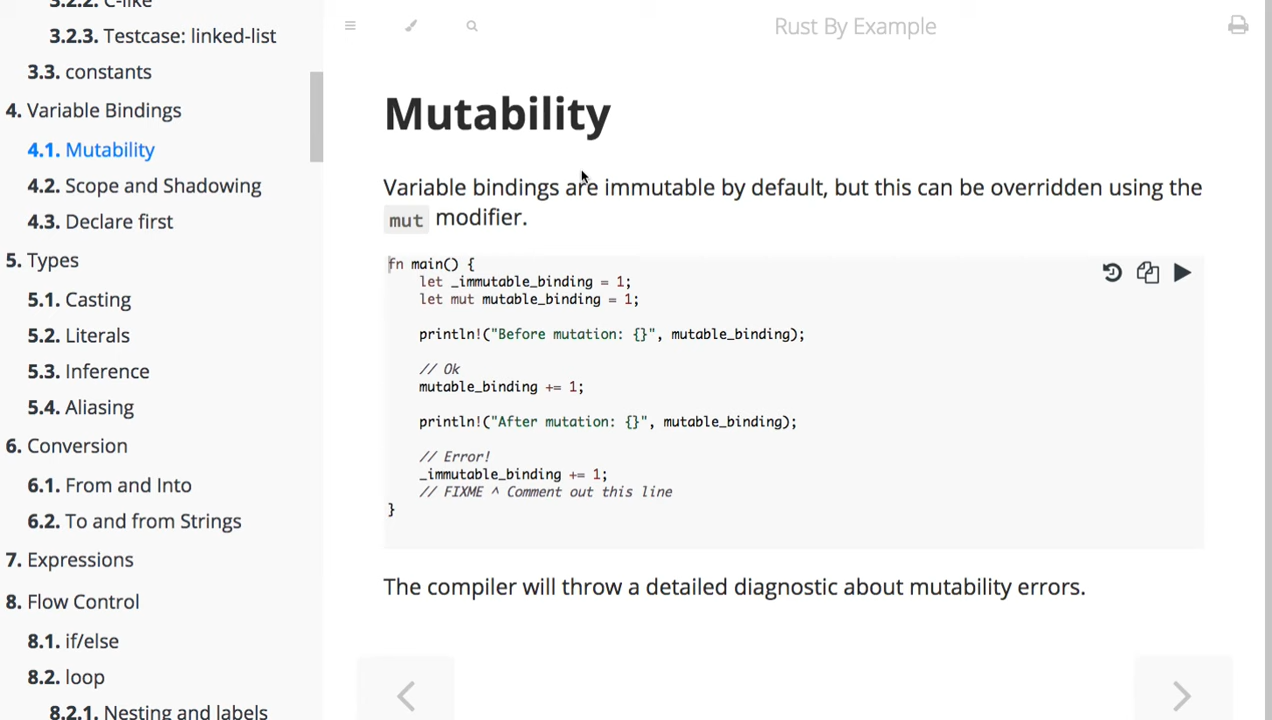 3.2.2. C-like
3.2.3. Testcase: linked-list
3.3. constants
4. Variable Bindings
4.1. Mutability
4.2. Scope and Shadowing
4.3. Declare first
5. Types
5.1. Casting
5.2. Literals
5.3. Inference
5.4. Aliasing
6. Conversion
6.1. From and Into
6.2. To and from Strings
7. Expressions
8. Flow Control
8.1. if/else
8.2. loop
8.2.1. Nesting and labels
Rust By Example
Mutability
Variable bindings are immutable by default, but this can be overridden using the
mut modifier.
fn main() {
    let _immutable_binding = 1;
    let mut mutable_binding = 1;
    println!("Before mutation: {}", mutable_binding);
    // Ok
    mutable_binding += 1;
    println!("After mutation: {}", mutable_binding);
    // Error!
    _immutable_binding += 1;
    // FIXME ^ Comment out this line
}
The compiler will throw a detailed diagnostic about mutability errors.